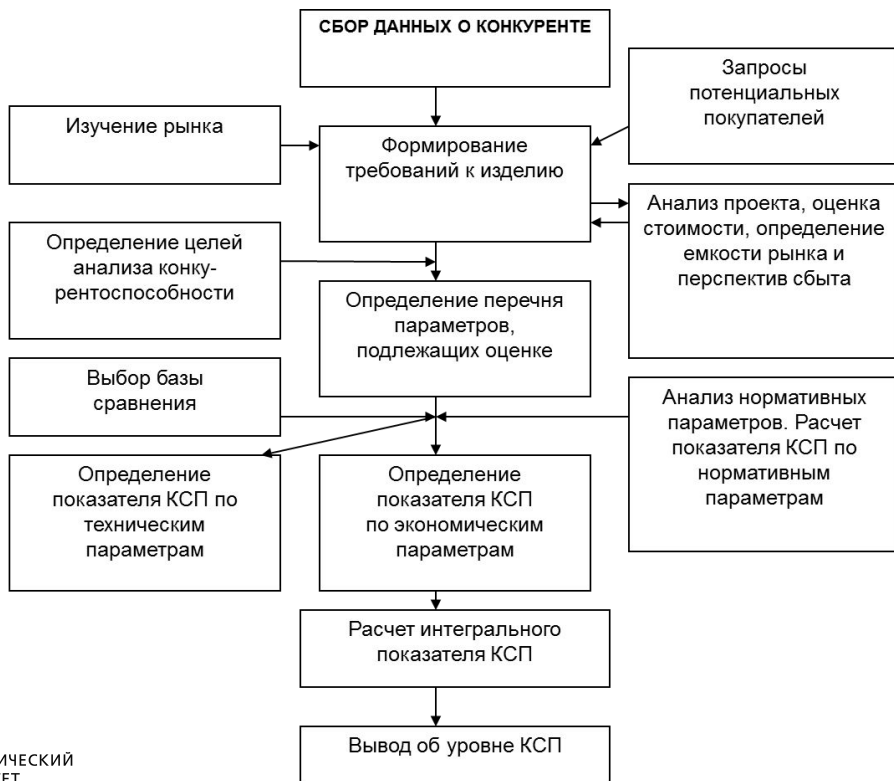 СБОР ДАННЫХ О КОНКУРЕНТЕ
Запросы
потенциальных
покупателей
Изучение рынка
Формирование
требований к изделию
Анализ проекта, оценка
стоимости, определение
емкости рынка и
перспектив сбыта
Определение целей
анализа конку-
рентоспособности
Определение перечня
параметров,
подлежащих оценке
Выбор базы
сравнения
Анализ нормативных
параметров. Расчет
показателя КСП по
нормативным
параметрам
Определение
показателя КСП по
техническим
параметрам
Определение
показателя КСП
по экономическим
параметрам
Расчет интегрального
показателя КСП
Вывод об уровне КСП
ИЧЕСКИЙ